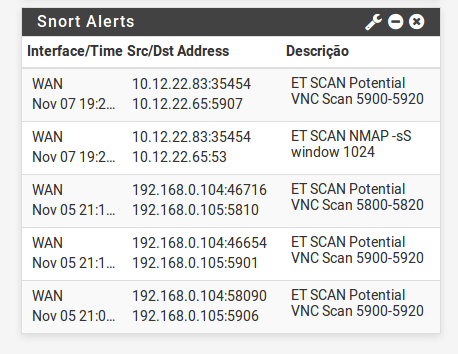 Snort Alerts
Interface/Time Src/Dst Address Descrição
WAN 10.12.22.83:35454 ET SCAN Potential
Nov 07 19:2... 10.12.22.65:5907 VNC Scan 5900-5920
WAN 10.12.22.83:35454 ET SCAN NMAP -sS
Nov 07 19:2... 10.12.22.65:53 window 1024
WAN 192.168.0.104:46716 ET SCAN Potential
Nov 05 21:1... 192.168.0.105:5810 VNC Scan 5800-5820
WAN 192.168.0.104:46654 ET SCAN Potential
Nov 05 21:1... 192.168.0.105:5901 VNC Scan 5900-5920
WAN 192.168.0.104:58090 ET SCAN Potential
Nov 05 21:0... 192.168.0.105:5906 VNC Scan 5900-5920